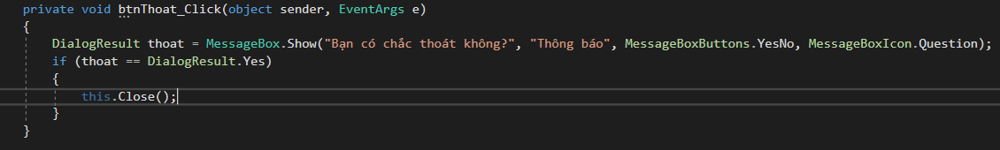 private void btnThoat_Click(object sender, EventArgs e)
{
DialogResult thoat = MessageBox.Show("Bạn có chắc thoát không?", "Thông báo", MessageBoxButtons.YesNo, MessageBoxIcon.Question);
if (thoat == DialogResult.Yes)
{
this.Close();
}
}